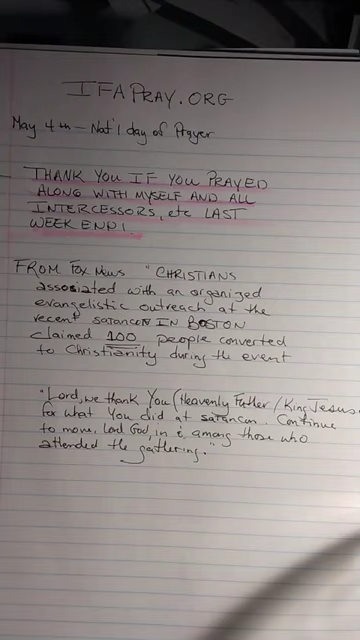 IFAPRAY.ORG
May 4th - Nat'l day of Prayer
THANK YOU IF YOU PRAYED
ALONG WITH MYSELF AND ALL
INTERCESSORS, etc LAST
WEEKEND!
FROM Fox News "CHRISTIANS
associated with an organized
evangelistic outreach at the
recent satancon IN BOSTON
claimed 100 people converted
to Christianity during the event
"Lord, we thank You (Heavenly Father / King Jesus
for what You did at satancon. Continue
to move, Lord God, in & among those who
attended the gathering."